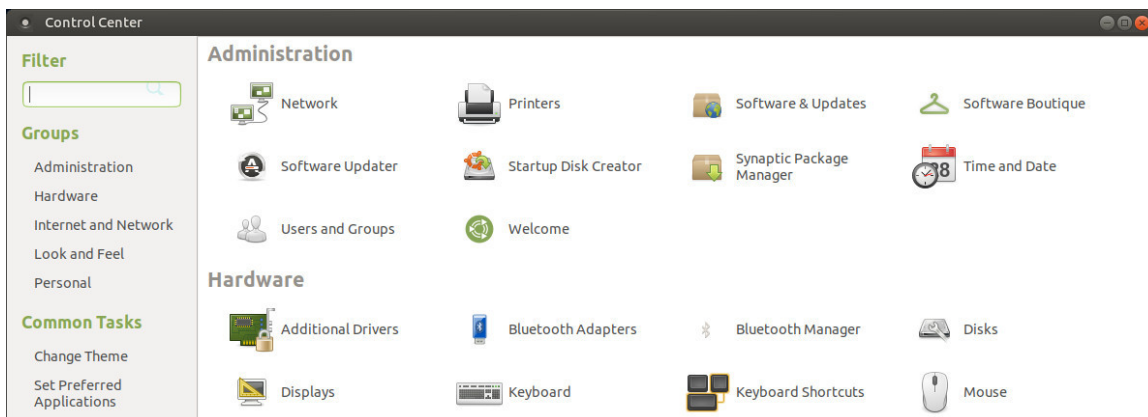 Control Center
Filter
Groups
Administration
Hardware
Internet and Network
Look and Feel
Personal
Common Tasks
Change Theme
Set Preferred
Applications
Administration
Network
Printers
Software & Updates
Software Boutique
Software Updater
Startup Disk Creator
Synaptic Package
Manager
Time and Date
Users and Groups
Welcome
Hardware
Additional Drivers
Bluetooth Adapters
Bluetooth Manager
Disks
Displays
Keyboard
Keyboard Shortcuts
Mouse